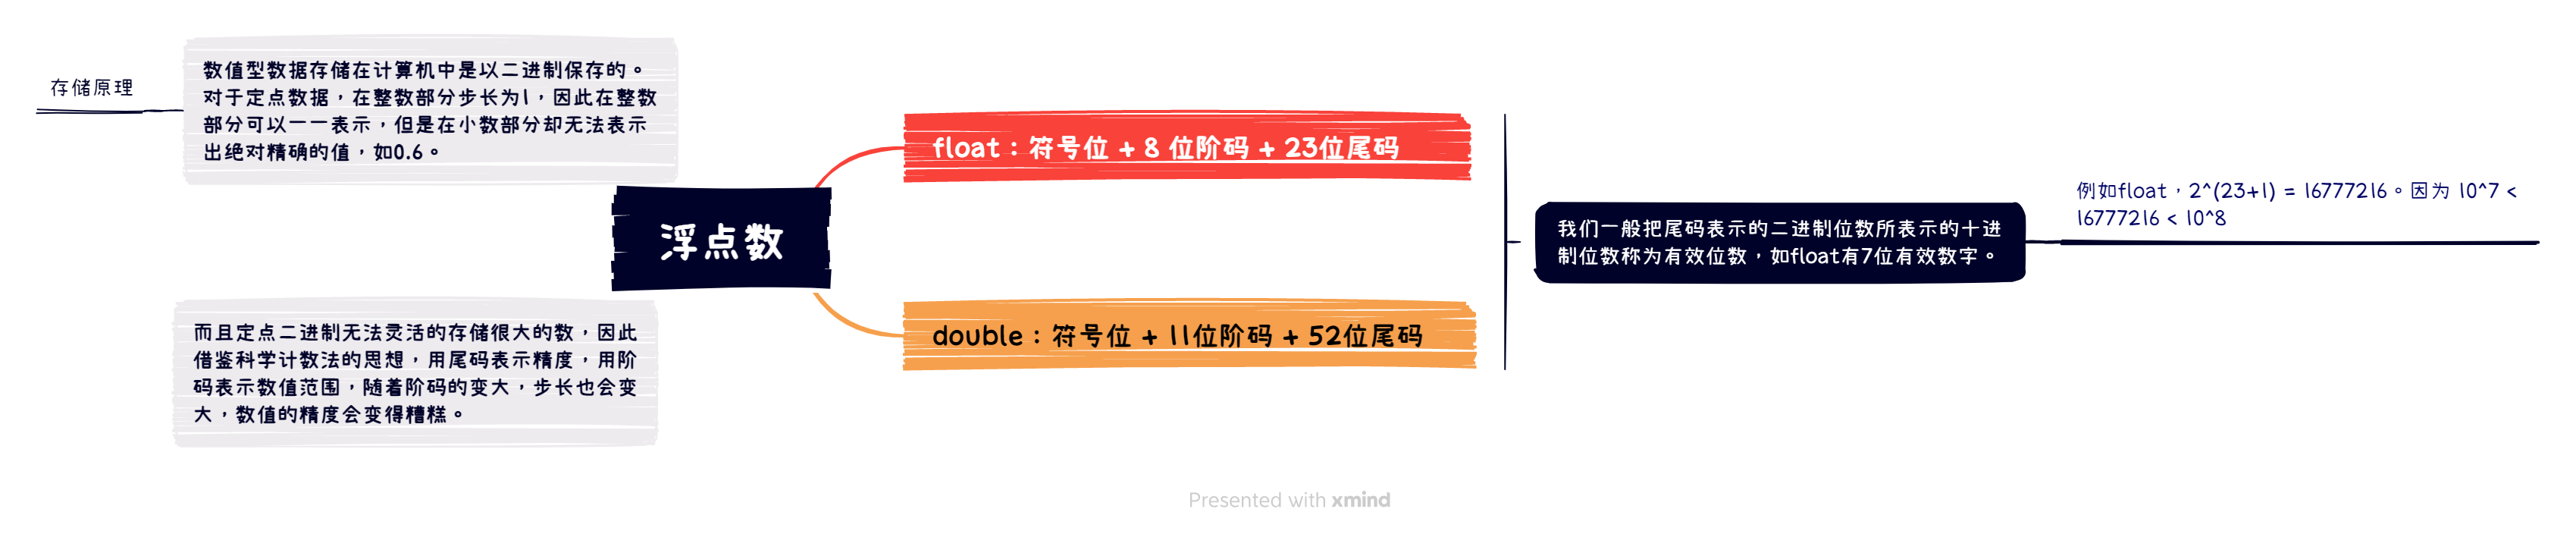 存储原理
数值型数据存储在计算机中是以二进制保存的。
对于定点数据，在整数部分步长为1，因此在整数
部分可以一一表示，但是在小数部分却无法表示
出绝对精确的值，如0.6。
而且定点二进制无法灵活的存储很大的数，因此
借鉴科学计数法的思想，用尾码表示精度，用阶
码表示数值范围，随着阶码的变大，步长也会变
大，数值的精度会变得糟糕。
浮点数
float：符号位 + 8 位阶码 + 23位尾码
double：符号位 + 11位阶码 + 52位尾码
我们一般把尾码表示的二进制位数所表示的十进
制位数称为有效位数，如float有7位有效数字。
例如float，2^(23+1) = 16777216。因为 10^7 <
16777216 < 10^8
Presented with xmind